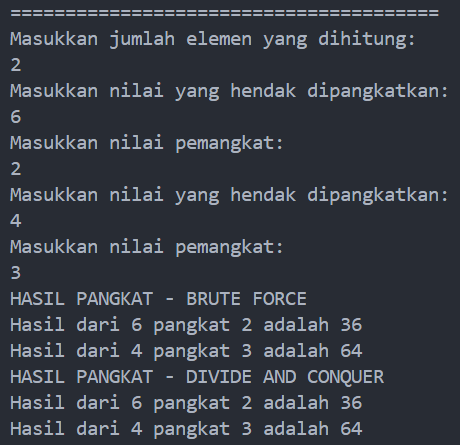 =======================================
Masukkan jumlah elemen yang dihitung:
2
Masukkan nilai yang hendak dipangkatkan:
6
Masukkan nilai pemangkat:
2
Masukkan nilai yang hendak dipangkatkan:
4
Masukkan nilai pemangkat:
3
HASIL PANGKAT - BRUTE FORCE
Hasil dari 6 pangkat 2 adalah 36
Hasil dari 4 pangkat 3 adalah 64
HASIL PANGKAT - DIVIDE AND CONQUER
Hasil dari 6 pangkat 2 adalah 36
Hasil dari 4 pangkat 3 adalah 64